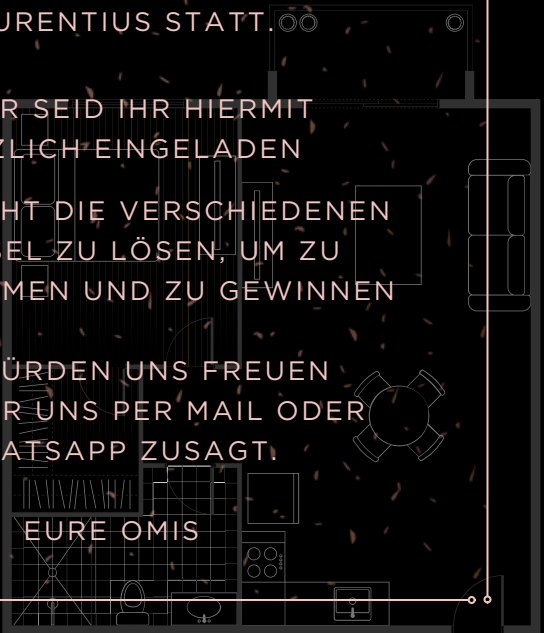 URENTIUS STATT.
R SEID IHR HIERMIT
ZLICH EINGELADEN
HT DIE VERSCHIEDENEN
SEL ZU LÖSEN, UM ZU
MEN UND ZU GEWINNEN
ÜRDEN UNS FREUEN
R UNS PER MAIL ODER
ATSAPP ZUSAGT.
EURE OMIS